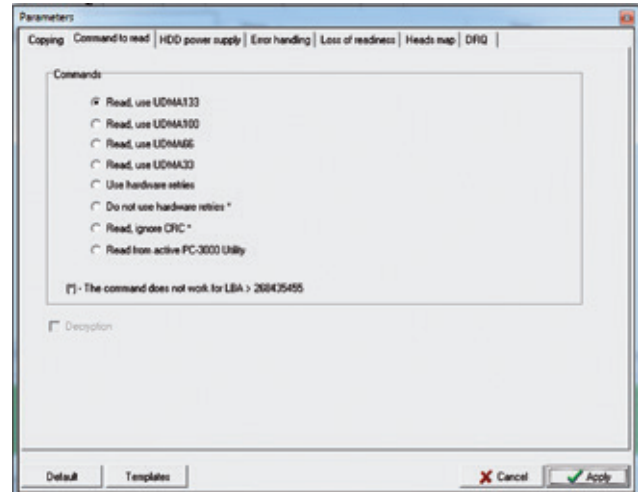 Parameters
Copying Command to read HDD power supply Error handling Loss of readiness Heads map DRQ
Commands
Read, use UDMA133
Read, use UDMA100
Read, use UDMA66
Read, use UDMA33
Use hardware retries
Do not use hardware retries *
Read, ignore CRC *
Read from active PC-3000 Utility
(*) - The command does not work for LBA > 268435455
Decryption
Default Templates Cancel Apply